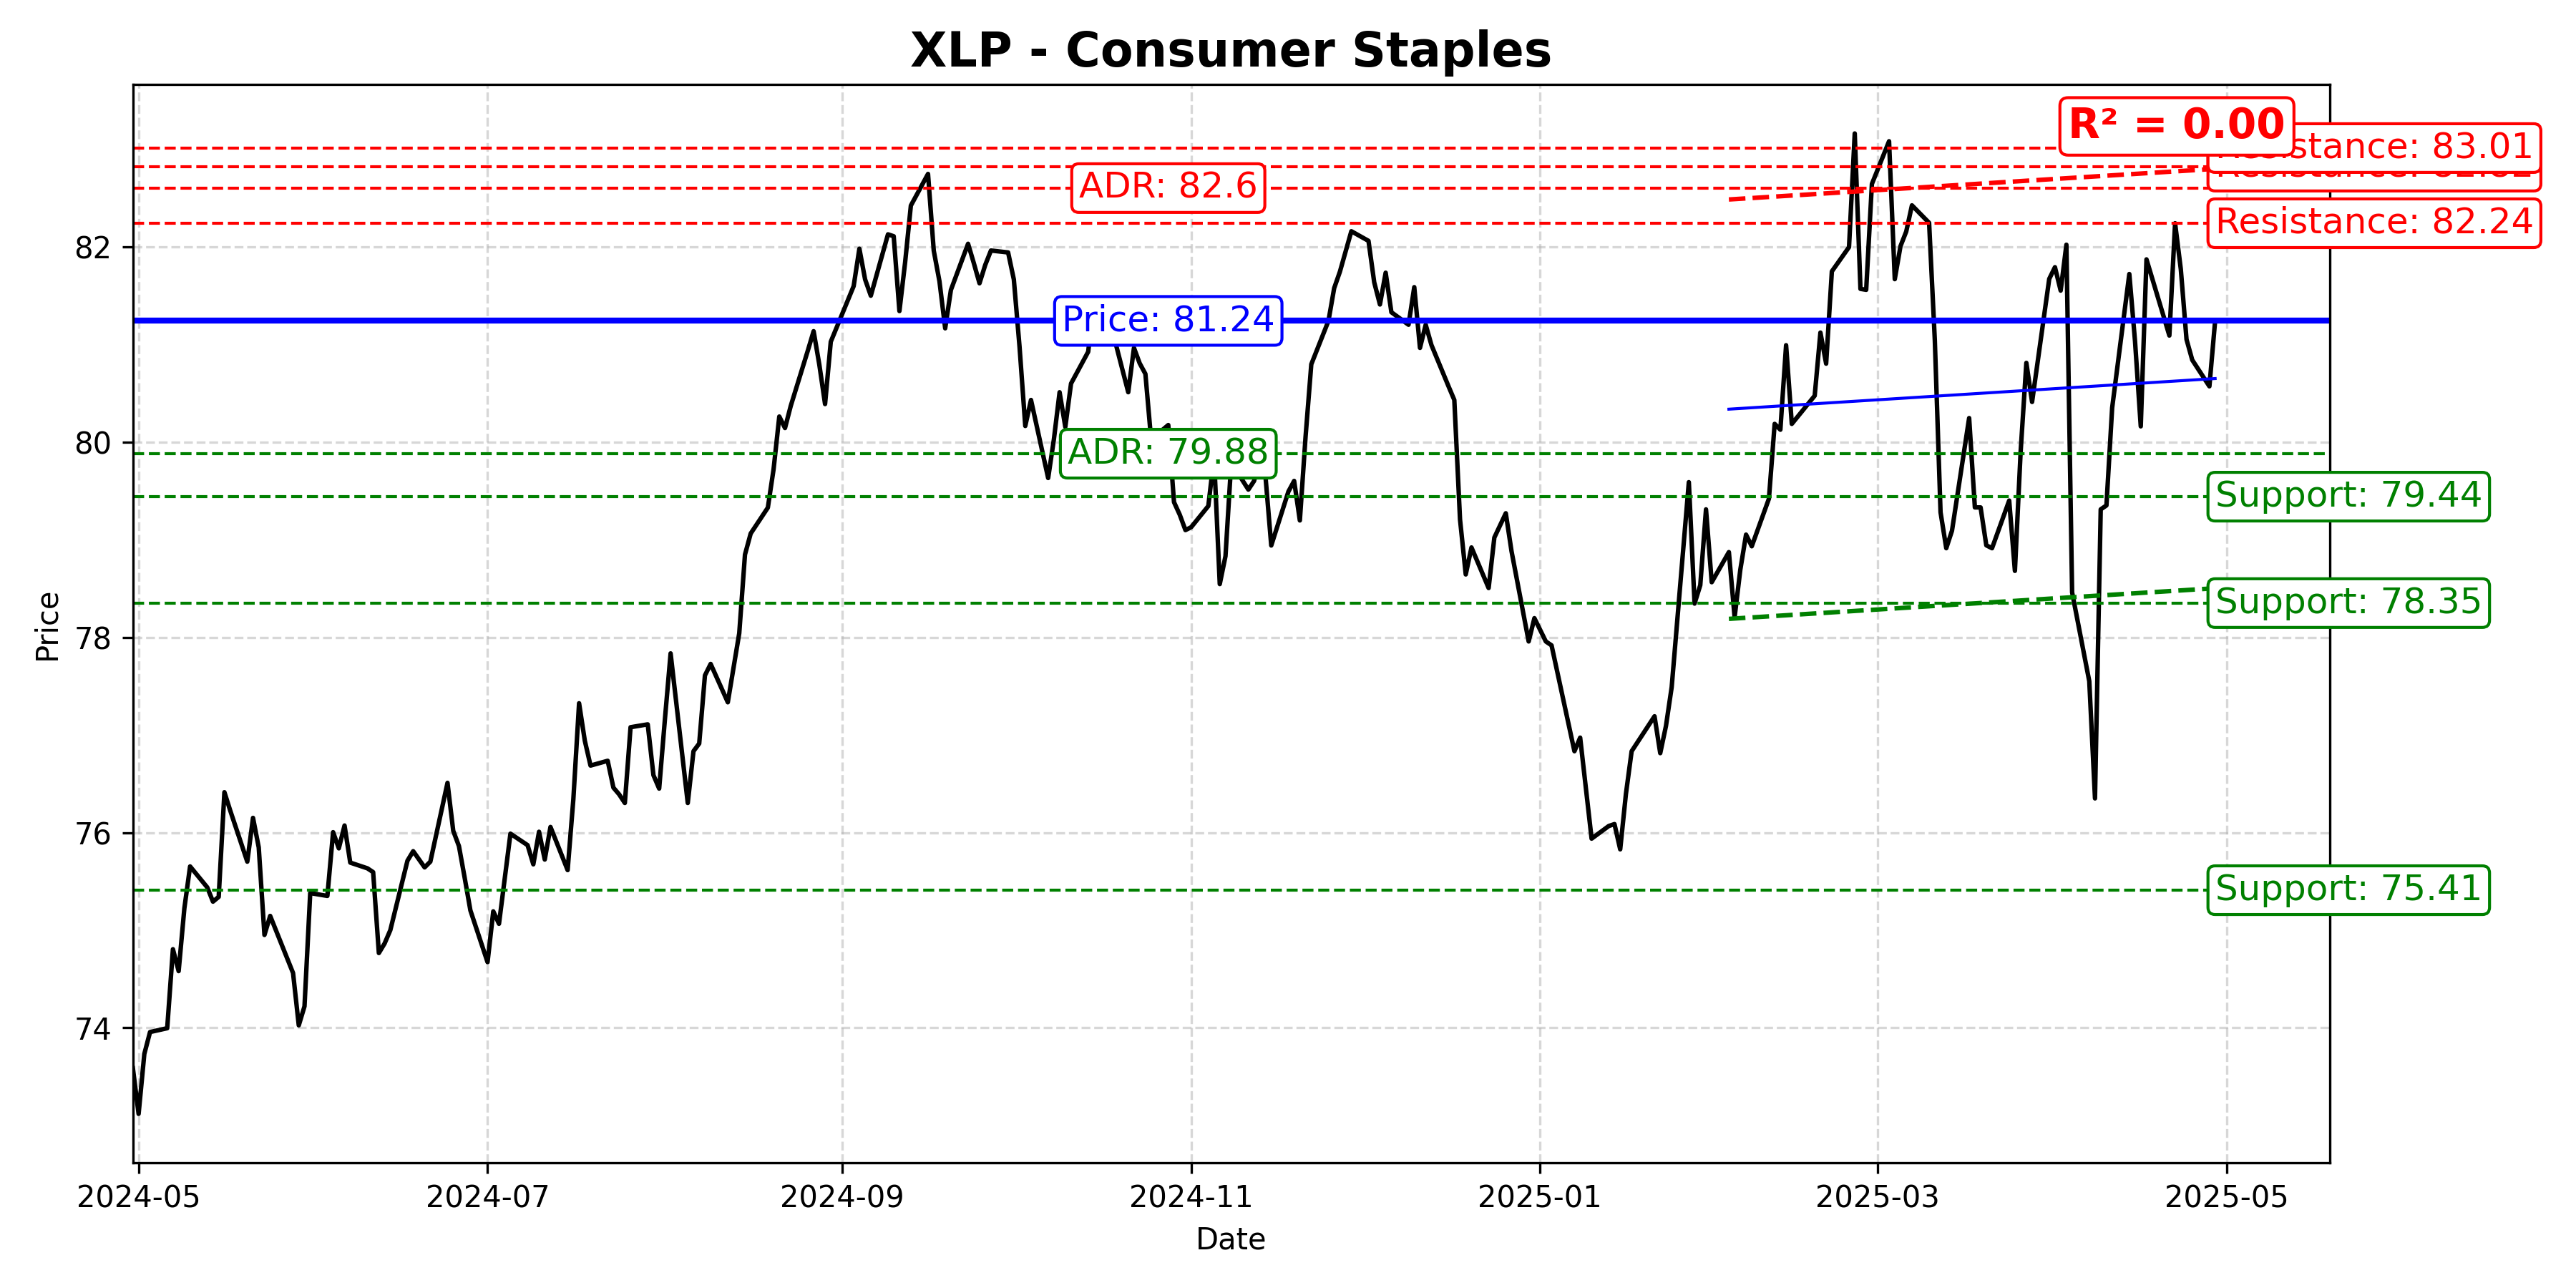 XLP - Consumer Staples
R² = 0.00
stance: 83.01
ADR: 82.6
Resistance: 82.24
82
Price: 81.24
80
ADR: 79.88
Support: 79.44
Support: 78.35
78
76
Support: 75.41
74
Price
2024-05 2024-07 2024-09 2024-11 2025-01 2025-03 2025-05
Date